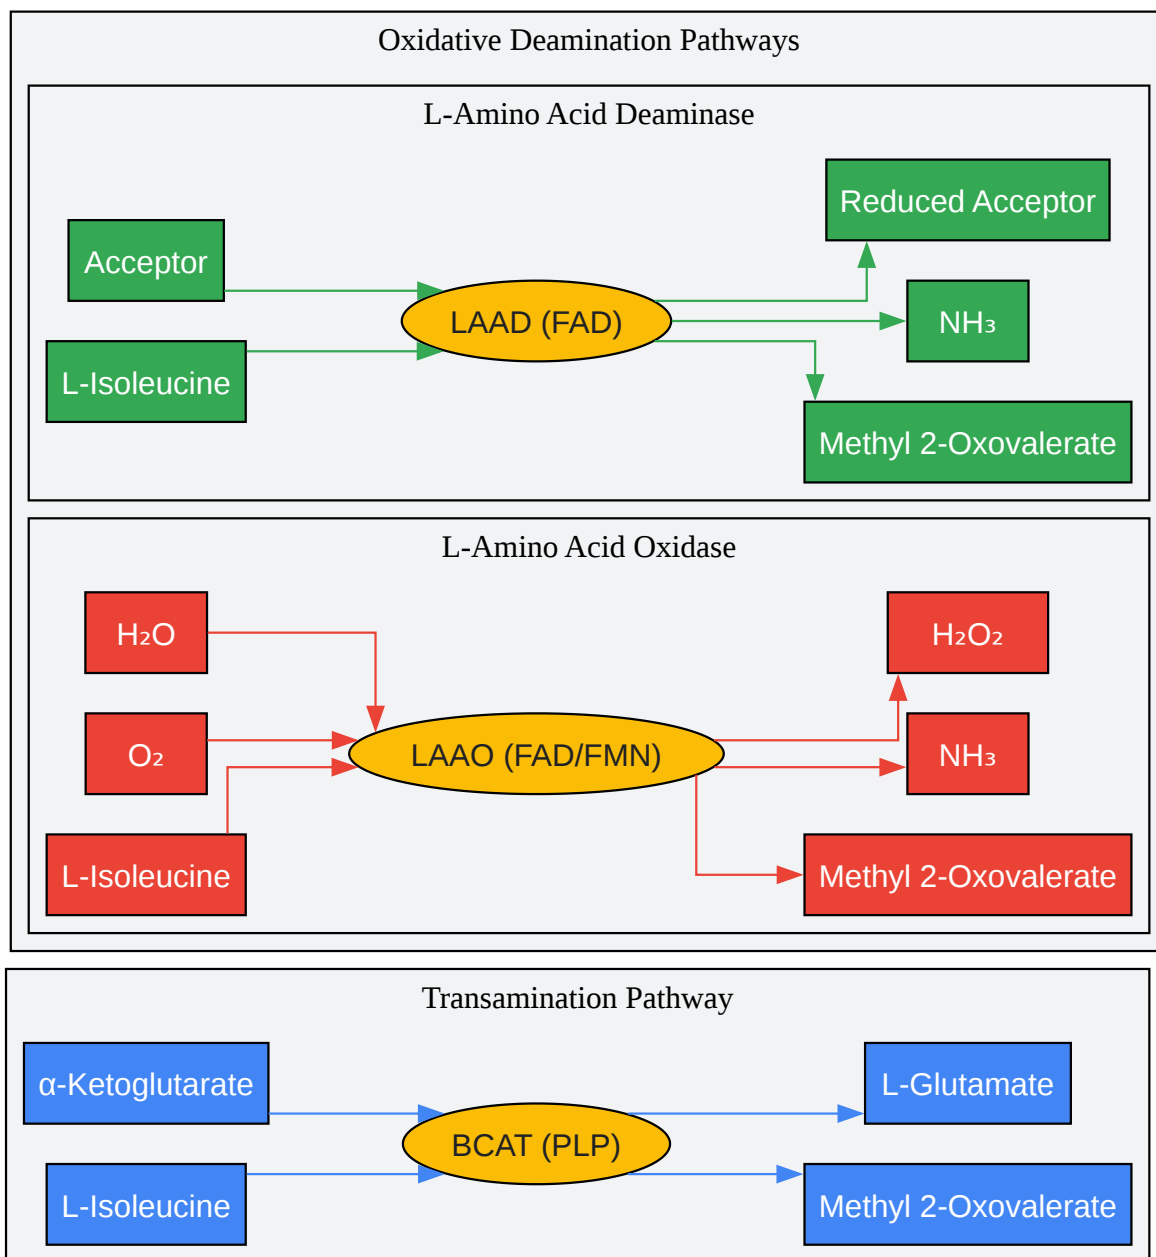 Oxidative Deamination Pathways
L-Amino Acid Deaminase
Acceptor
L-Isoleucine
LAAD (FAD)
Reduced Acceptor
NH₃
Methyl 2-Oxovalerate
L-Amino Acid Oxidase
H₂O
O₂
L-Isoleucine
LAAO (FAD/FMN)
H₂O₂
NH₃
Methyl 2-Oxovalerate
Transamination Pathway
α-Ketoglutarate
L-Isoleucine
BCAT (PLP)
L-Glutamate
Methyl 2-Oxovalerate